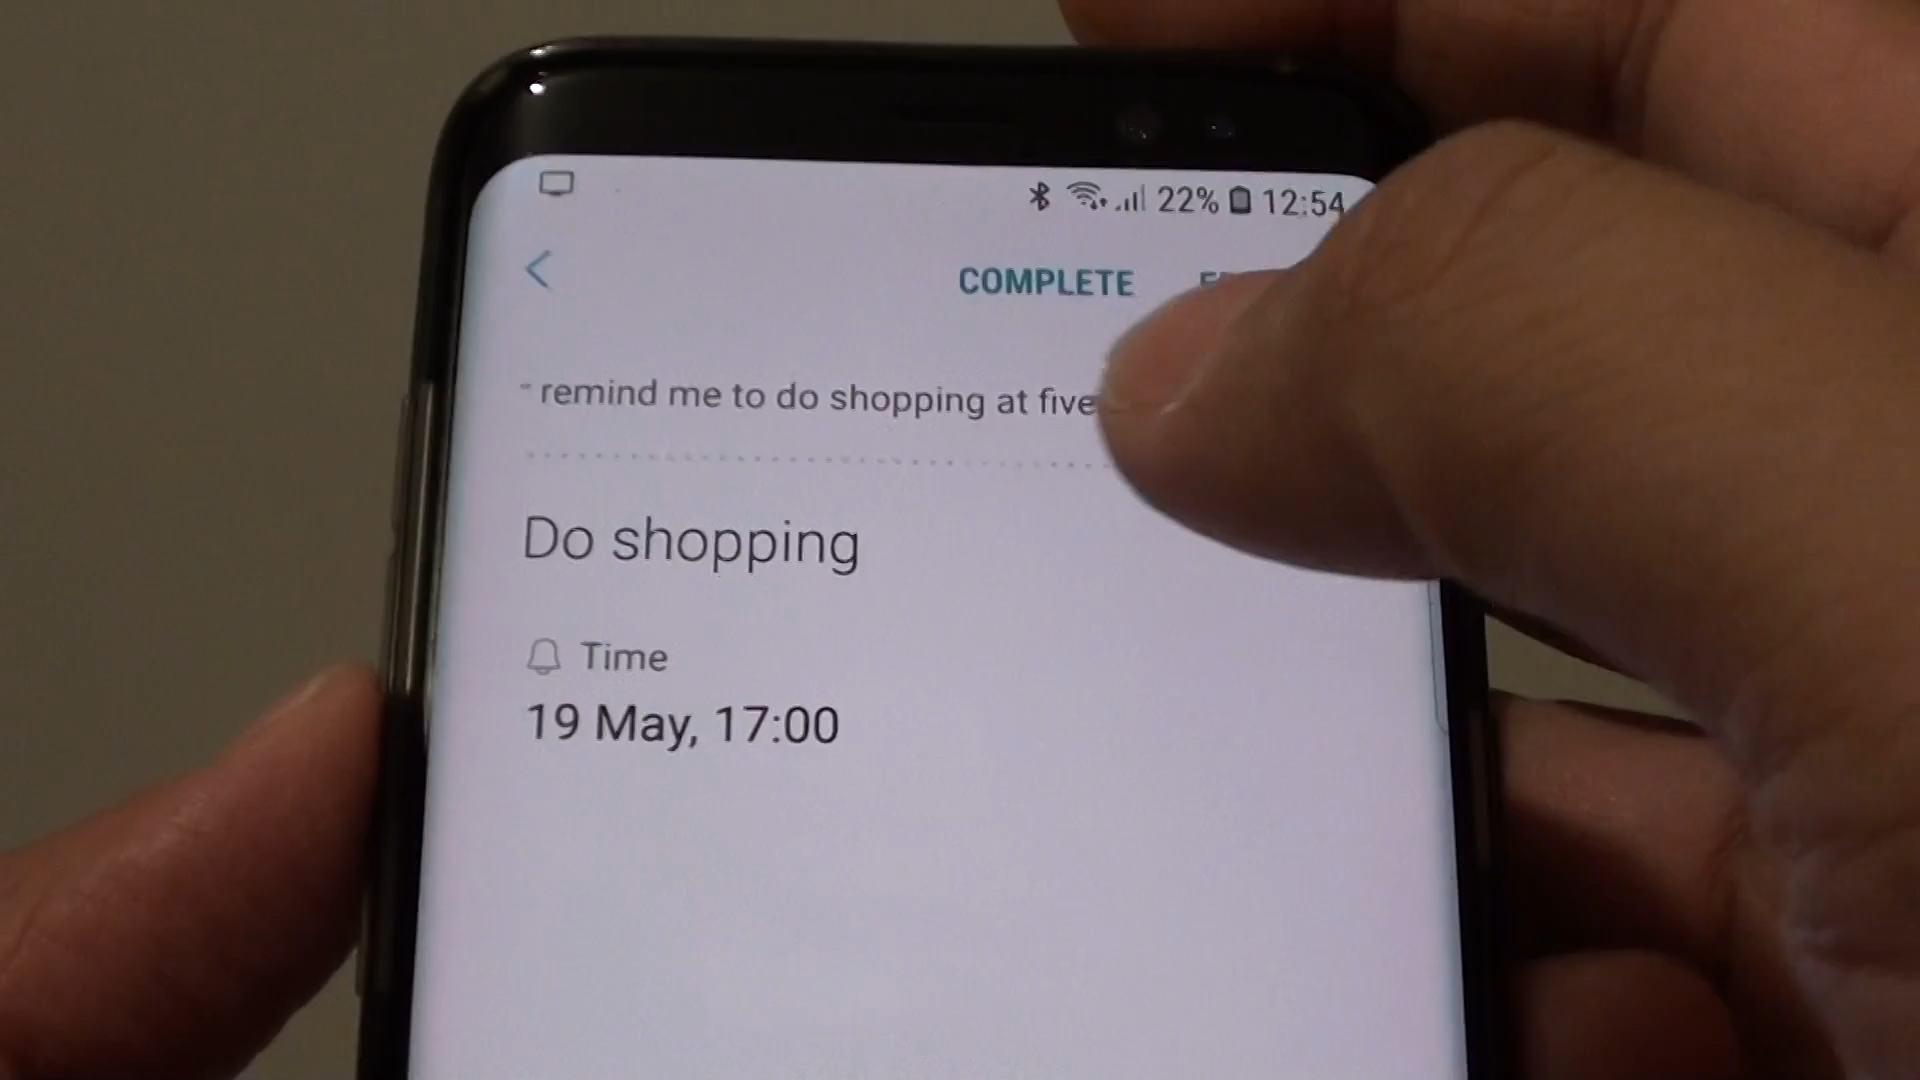 22% 12:54
COMPLETE
- remind me to do shopping at five
Do shopping
Time
19 May, 17:00